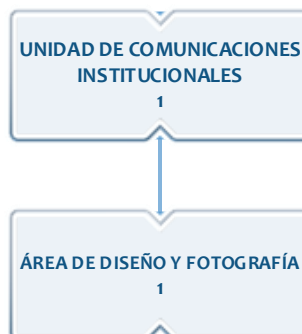 UNIDAD DE COMUNICACIONES
INSTITUCIONALES
1
ÁREA DE DISEÑO Y FOTOGRAFÍA
1